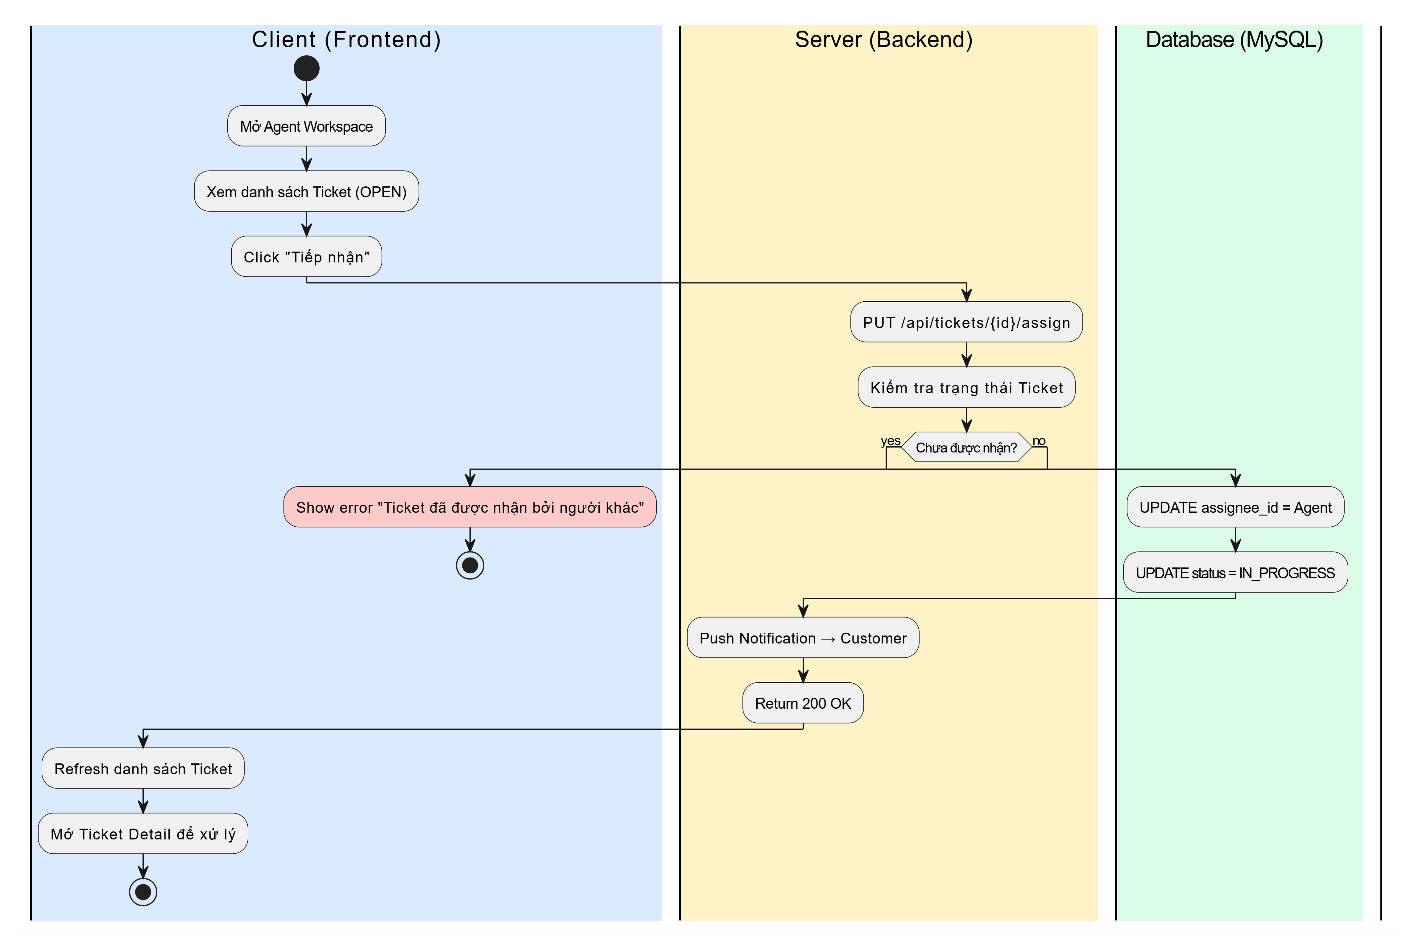 Client (Frontend)
Server (Backend)
Database (MySQL)
Mở Agent Workspace
Xem danh sách Ticket (OPEN)
Click "Tiếp nhận"
PUT /api/tickets/{id}/assign
Kiểm tra trạng thái Ticket
yes
Chưa được nhận?
no
Show error "Ticket đã được nhận bởi người khác"
UPDATE assignee_id = Agent
UPDATE status = IN_PROGRESS
Push Notification → Customer
Return 200 OK
Refresh danh sách Ticket
Mở Ticket Detail để xử lý